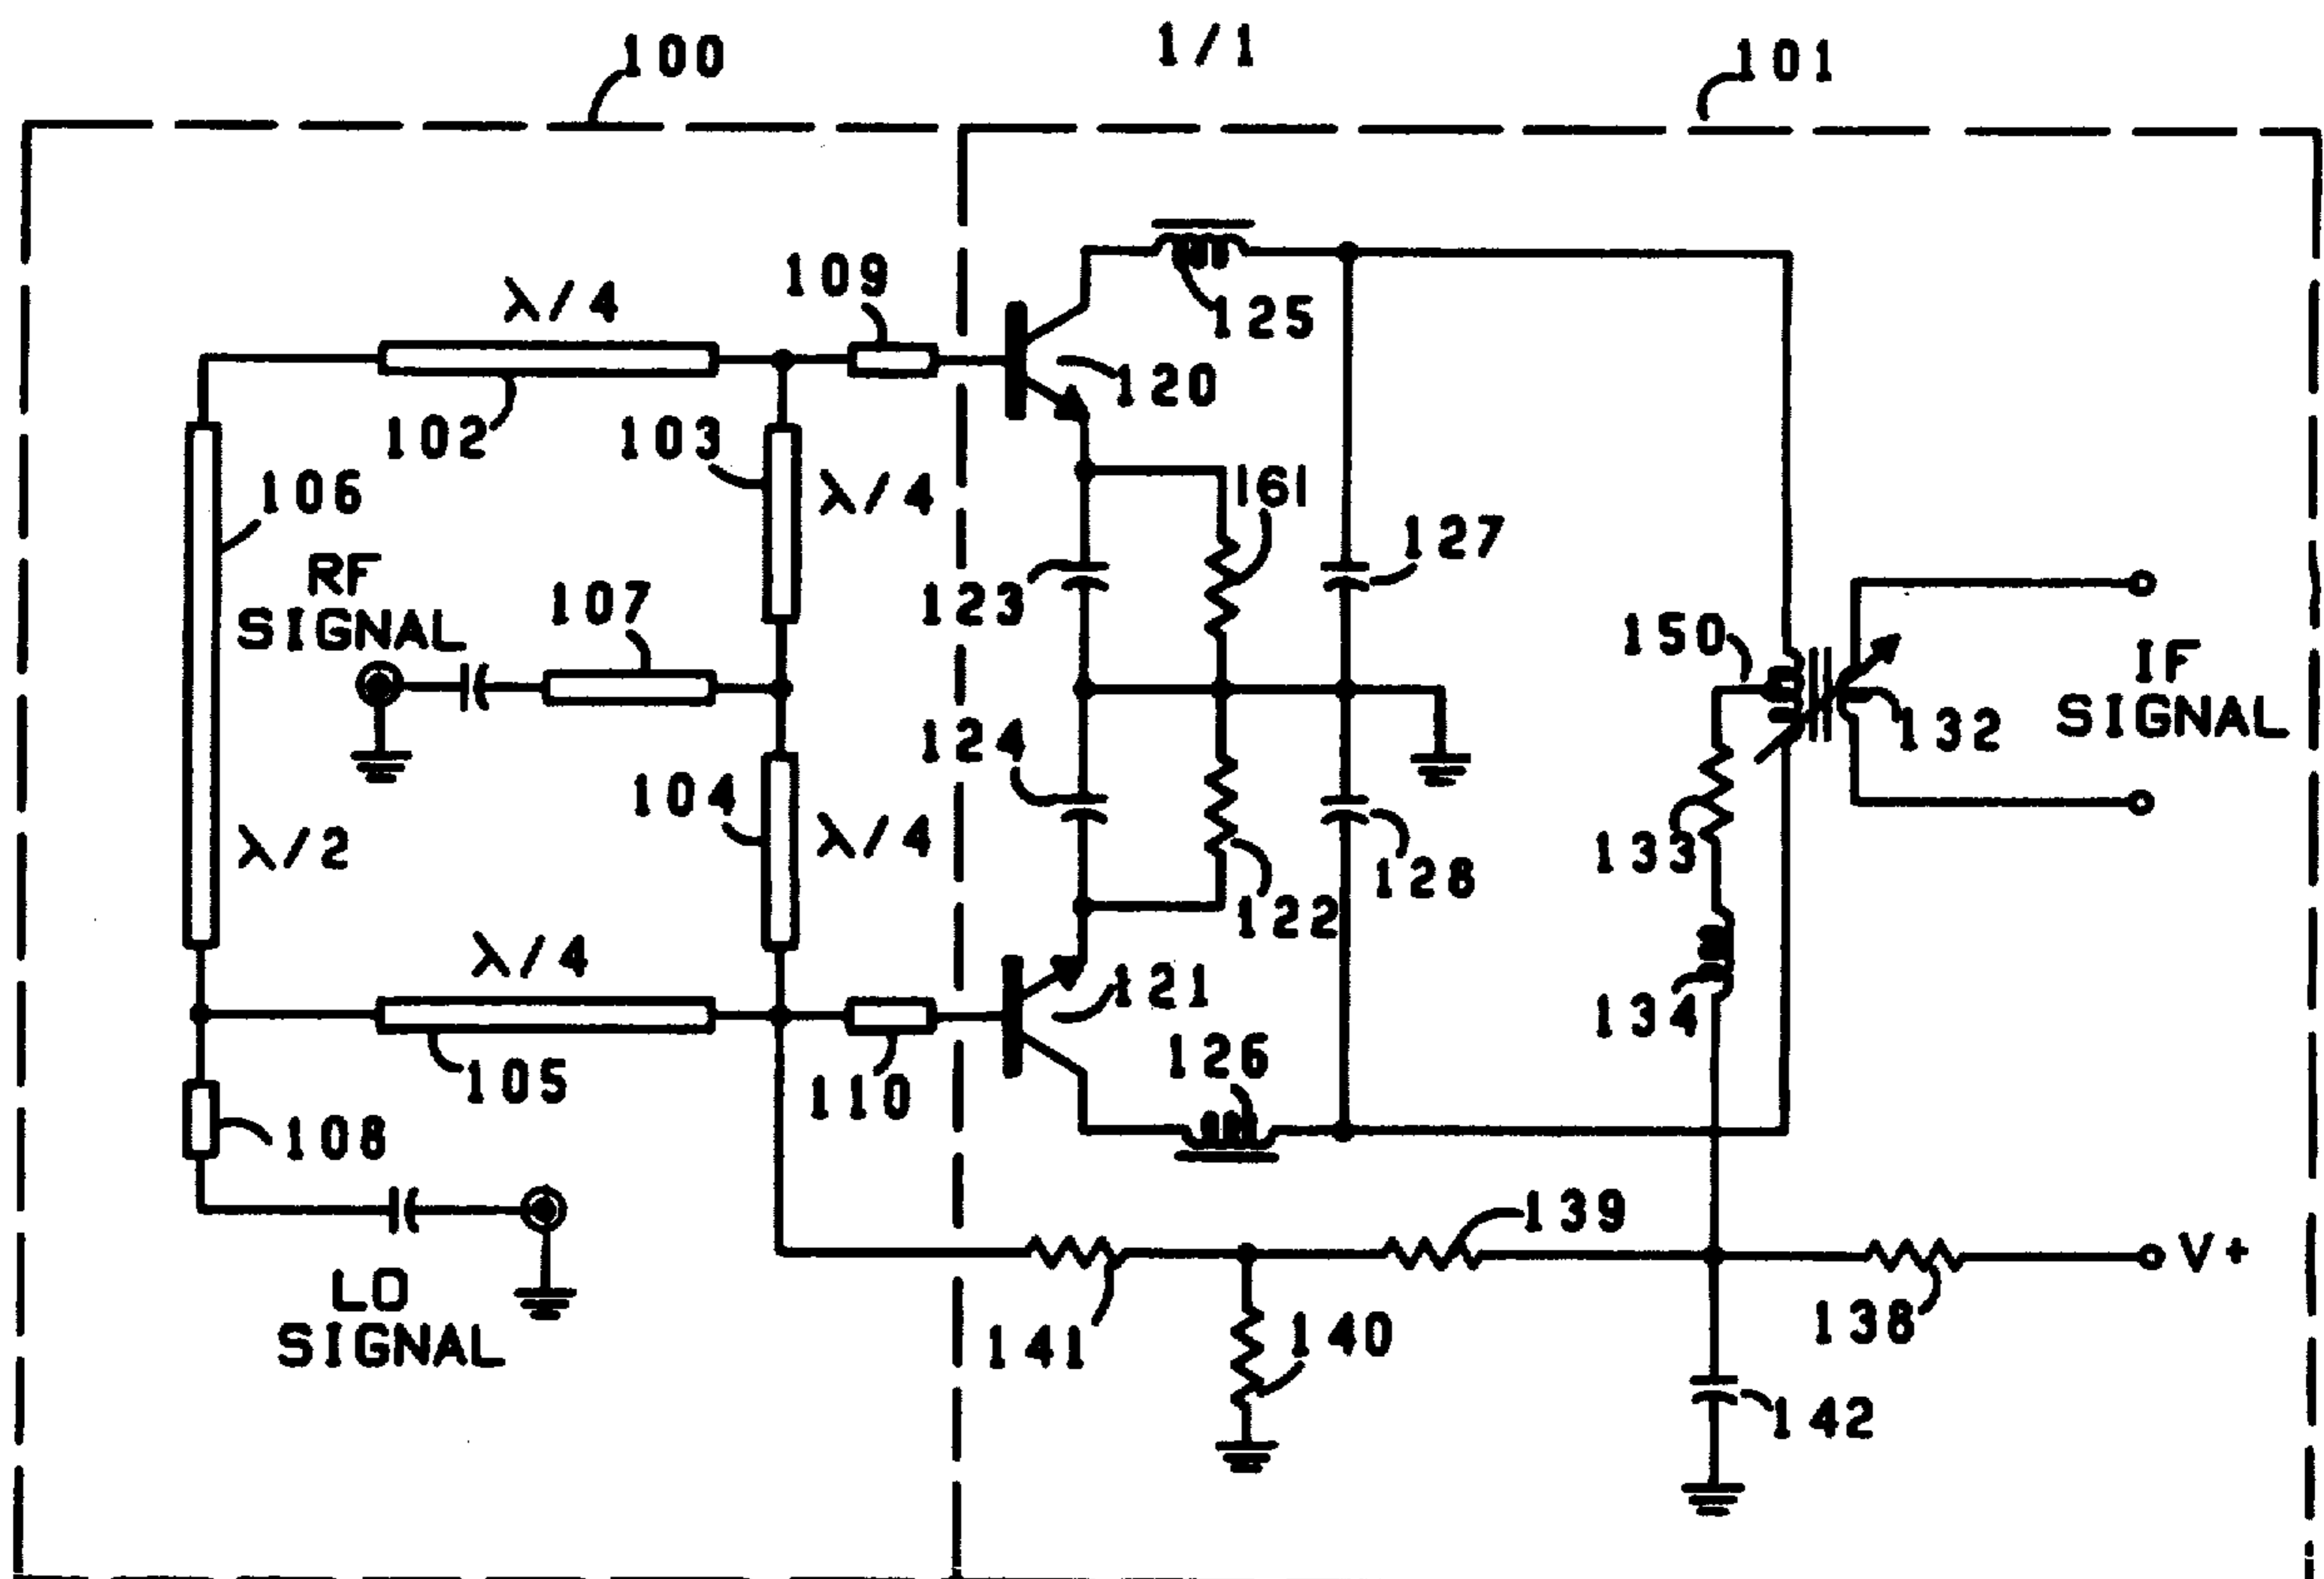 100
1/1
101
109
λ/4
125
120
102
103
106
λ/4
161
127
RF
SIGNAL
107
123
150
IF
SIGNAL
132
124
104
λ/4
λ/2
133
128
122
λ/4
121
134
105
126
110
108
139
V+
LO
SIGNAL
141
140
138
142